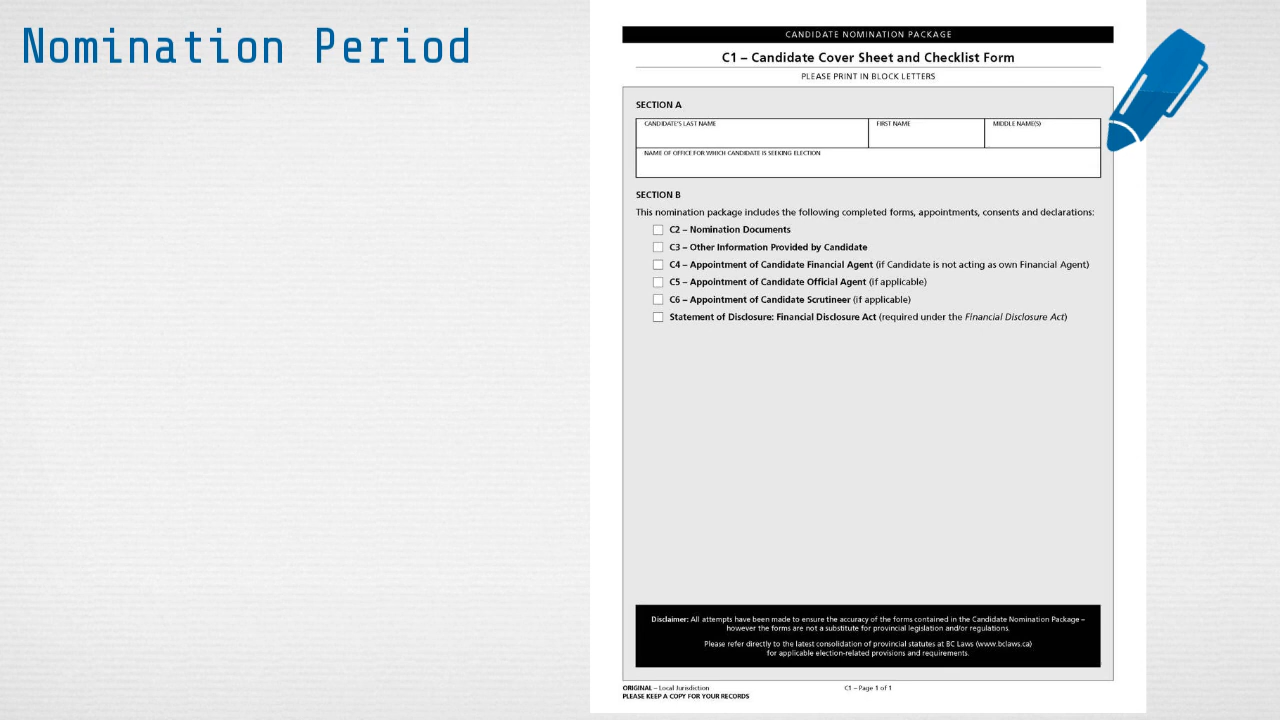 Nomination Period
CANDIDATE NOMINATION PACKAGE
C1 – Candidate Cover Sheet and Checklist Form
PLEASE PRINT IN BLOCK LETTERS
SECTION A
CANDIDATE'S LAST NAME FIRST NAME MIDDLE NAME(S)
NAME OF OFFICE FOR WHICH CANDIDATE IS SEEKING ELECTION
SECTION B
This nomination package includes the following completed forms, appointments, consents and declarations:
C2 – Nomination Documents
C3 – Other Information Provided by Candidate
C4 – Appointment of Candidate Financial Agent (if Candidate is not acting as own Financial Agent)
C5 – Appointment of Candidate Official Agent (if applicable)
C6 – Appointment of Candidate Scrutineer (if applicable)
Statement of Disclosure: Financial Disclosure Act (required under the Financial Disclosure Act)
Disclaimer: All attempts have been made to ensure the accuracy of the forms contained in the Candidate Nomination Package –
however the forms are not a substitute for provincial legislation and/or regulations.
Please refer directly to the latest consolidation of provincial statutes at BC Laws (www.bclaws.ca)
for applicable election-related provisions and requirements.
ORIGINAL – Local Jurisdiction C1 – Page 1 of 1
PLEASE KEEP A COPY FOR YOUR RECORDS